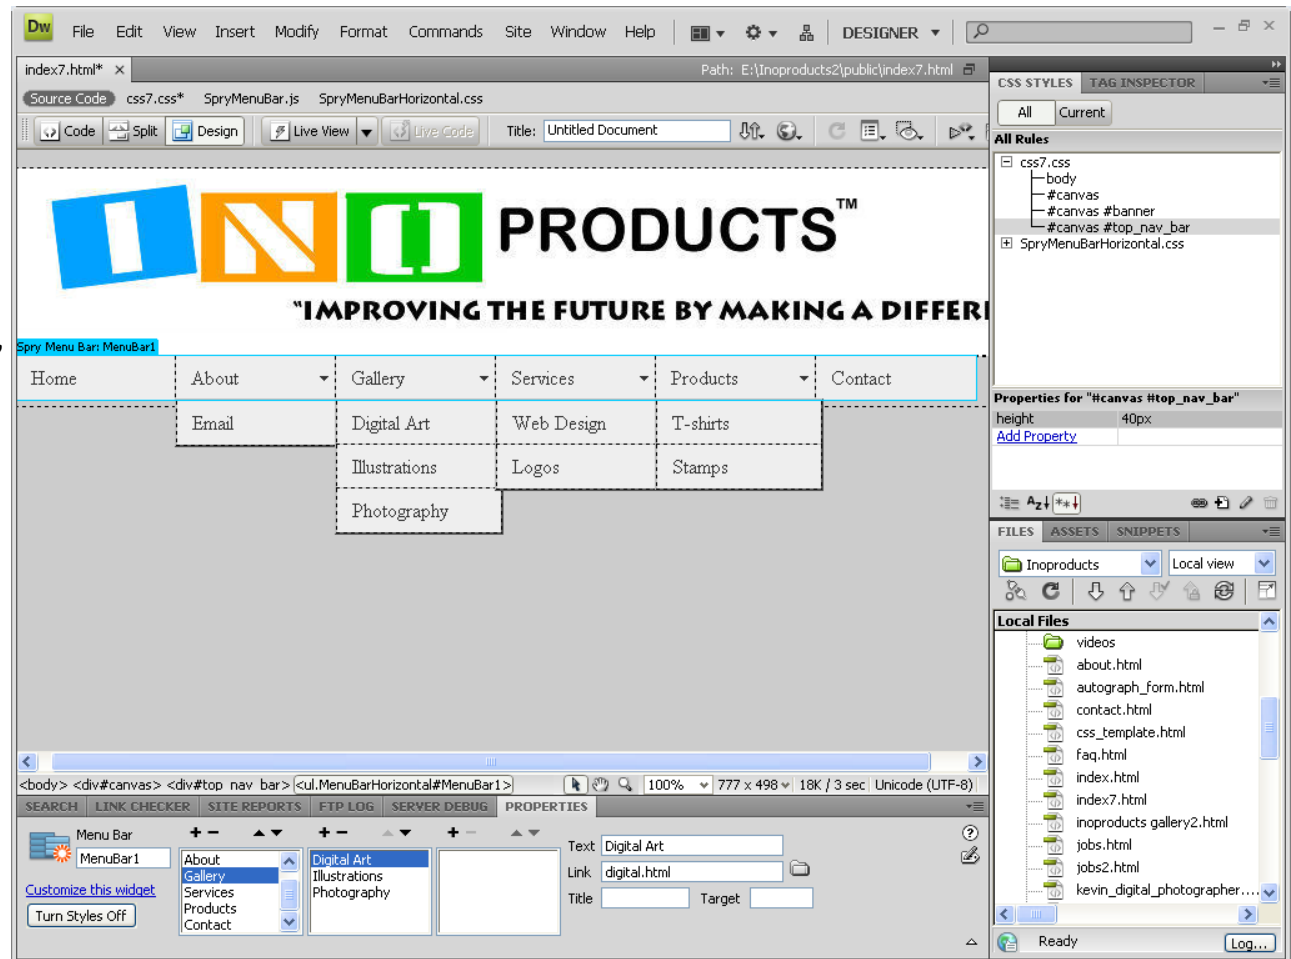 Dw File Edit View Insert Modify Format Commands Site Window Help DESIGNER
index7.html* × Path: E:\Inoproducts2\public\index7.html
Source Code css7.css* SpryMenuBar.js SpryMenuBarHorizontal.css
Code Split Design Live View Live Code Title: Untitled Document
INO PRODUCTS™
"IMPROVING THE FUTURE BY MAKING A DIFFERE
Spry Menu Bar: MenuBar1
Home About Gallery Services Products Contact
Email Digital Art Web Design T-shirts
Illustrations Logos Stamps
Photography
<body> <div#canvas> <div#top_nav_bar> <ul.MenuBarHorizontal#MenuBar1> 100% 777 x 498 18K / 3 sec Unicode (UTF-8)
SEARCH LINK CHECKER SITE REPORTS FTP LOG SERVER DEBUG PROPERTIES
Menu Bar
MenuBar1
Customize this widget
Turn Styles Off
About
Gallery
Services
Products
Contact
Digital Art
Illustrations
Photography
Text Digital Art
Link digital.html
Title Target
CSS STYLES TAG INSPECTOR
All Current
All Rules
css7.css
body
#canvas
#canvas #banner
#canvas #top_nav_bar
SpryMenuBarHorizontal.css
Properties for "#canvas #top_nav_bar"
height 40px
Add Property
FILES ASSETS SNIPPETS
Inoproducts Local view
Local Files
videos
about.html
autograph_form.html
contact.html
css_template.html
faq.html
index.html
index7.html
inoproducts gallery2.html
jobs.html
jobs2.html
kevin_digital_photographer....
Ready Log...